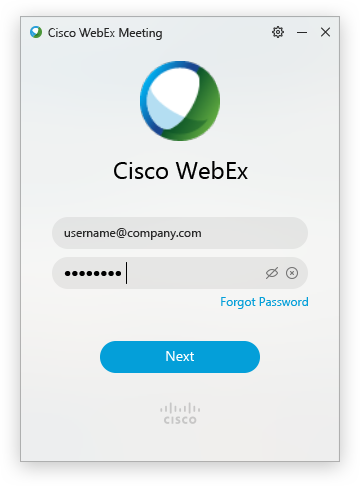 Cisco WebEx Meeting
Cisco WebEx
username@company.com
••••••••
Forgot Password
Next
CISCO